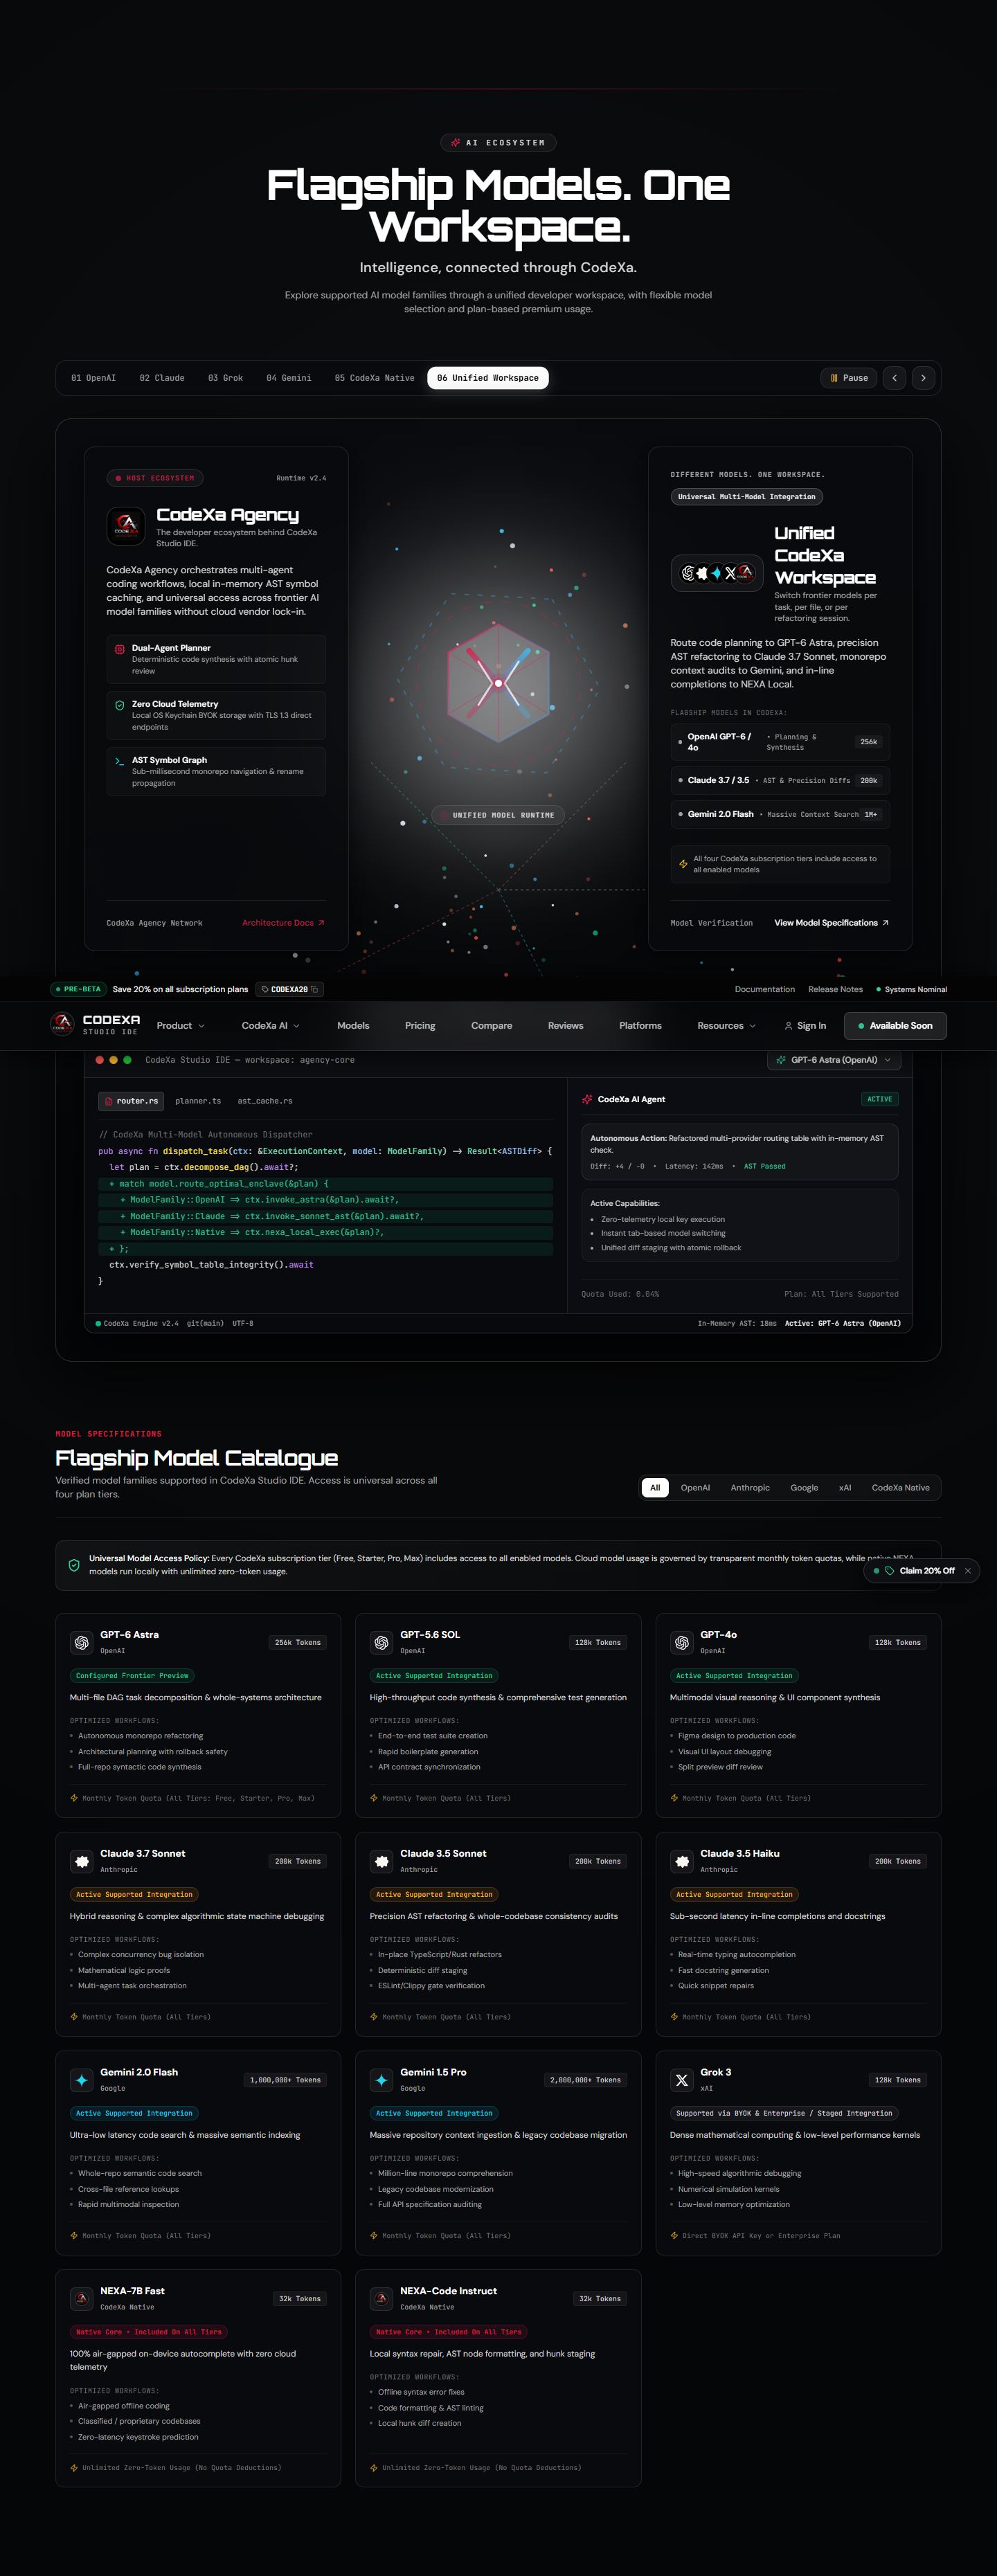 AI ECOSYSTEM
Flagship Models. One
Workspace.
Intelligence, connected through CodeXa.
Explore supported AI model families through a unified developer workspace, with flexible model
selection and plan-based premium usage.
01 OpenAI
02 Claude
03 Grok
04 Gemini
05 CodeXa Native
06 Unified Workspace
Pause
HOST ECOSYSTEM
Runtime v2.4
CodeXa Agency
The developer ecosystem behind CodeXa
Studio IDE.
CodeXa Agency orchestrates multi-agent
coding workflows, local in-memory AST symbol
caching, and universal access across frontier AI
model families without cloud vendor lock-in.
Dual-Agent Planner
Deterministic code synthesis with atomic hunk
review
Zero Cloud Telemetry
Local OS Keychain BYOK storage with TLS 1.3 direct
endpoints
AST Symbol Graph
Sub-millisecond monorepo navigation & rename
propagation
CodeXa Agency Network
Architecture Docs ↗
UNIFIED MODEL RUNTIME
DIFFERENT MODELS. ONE WORKSPACE.
Universal Multi-Model Integration
Unified
CodeXa
Workspace
Switch frontier models per
task, per file, or per
refactoring session.
Route code planning to GPT-6 Astra, precision
AST refactoring to Claude 3.7 Sonnet, monorepo
context audits to Gemini, and in-line
completions to NEXA Local.
FLAGSHIP MODELS IN CODEXA:
OpenAI GPT-6 /
4o
• Planning &
Synthesis
256k
Claude 3.7 / 3.5 • AST & Precision Diffs 200k
Gemini 2.0 Flash • Massive Context Search 1M+
All four CodeXa subscription tiers include access to
all enabled models
Model Verification
View Model Specifications ↗
PRE-BETA
Save 20% on all subscription plans
CODEXA20
Documentation
Release Notes
Systems Nominal
CODEXA
STUDIO IDE
Product
CodeXa AI
Models
Pricing
Compare
Reviews
Platforms
Resources
Sign In
Available Soon
CodeXa Studio IDE — workspace: agency-core
GPT-6 Astra (OpenAI)
router.rs
planner.ts
ast_cache.rs
// CodeXa Multi-Model Autonomous Dispatcher
pub async fn dispatch_task(ctx: &ExecutionContext, model: ModelFamily) -> Result<ASTDiff> {
let plan = ctx.decompose_dag().await?;
+ match model.route_optimal_enclave(&plan) {
+ ModelFamily::OpenAI => ctx.invoke_astra(&plan).await?,
+ ModelFamily::Claude => ctx.invoke_sonnet_ast(&plan).await?,
+ ModelFamily::Native => ctx.nexa_local_exec(&plan)?,
+ };
ctx.verify_symbol_table_integrity().await
}
CodeXa AI Agent
ACTIVE
Autonomous Action: Refactored multi-provider routing table with in-memory AST
check.
Diff: +4 / -0 • Latency: 142ms • AST Passed
Active Capabilities:
• Zero-telemetry local key execution
• Instant tab-based model switching
• Unified diff staging with atomic rollback
Quota Used: 0.04%
Plan: All Tiers Supported
CodeXa Engine v2.4 git(main) UTF-8
In-Memory AST: 18ms Active: GPT-6 Astra (OpenAI)
MODEL SPECIFICATIONS
Flagship Model Catalogue
Verified model families supported in CodeXa Studio IDE. Access is universal across all
four plan tiers.
All
OpenAI
Anthropic
Google
xAI
CodeXa Native
Universal Model Access Policy: Every CodeXa subscription tier (Free, Starter, Pro, Max) includes access to all enabled models. Cloud model usage is governed by transparent monthly token quotas, while native NEXA
models run locally with unlimited zero-token usage.
Claim 20% Off
GPT-6 Astra
OpenAI
256k Tokens
Configured Frontier Preview
Multi-file DAG task decomposition & whole-systems architecture
OPTIMIZED WORKFLOWS:
• Autonomous monorepo refactoring
• Architectural planning with rollback safety
• Full-repo syntactic code synthesis
Monthly Token Quota (All Tiers: Free, Starter, Pro, Max)
GPT-5.6 SOL
OpenAI
128k Tokens
Active Supported Integration
High-throughput code synthesis & comprehensive test generation
OPTIMIZED WORKFLOWS:
• End-to-end test suite creation
• Rapid boilerplate generation
• API contract synchronization
Monthly Token Quota (All Tiers)
GPT-4o
OpenAI
128k Tokens
Active Supported Integration
Multimodal visual reasoning & UI component synthesis
OPTIMIZED WORKFLOWS:
• Figma design to production code
• Visual UI layout debugging
• Split preview diff review
Monthly Token Quota (All Tiers)
Claude 3.7 Sonnet
Anthropic
200k Tokens
Active Supported Integration
Hybrid reasoning & complex algorithmic state machine debugging
OPTIMIZED WORKFLOWS:
• Complex concurrency bug isolation
• Mathematical logic proofs
• Multi-agent task orchestration
Monthly Token Quota (All Tiers)
Claude 3.5 Sonnet
Anthropic
200k Tokens
Active Supported Integration
Precision AST refactoring & whole-codebase consistency audits
OPTIMIZED WORKFLOWS:
• In-place TypeScript/Rust refactors
• Deterministic diff staging
• ESLint/Clippy gate verification
Monthly Token Quota (All Tiers)
Claude 3.5 Haiku
Anthropic
200k Tokens
Active Supported Integration
Sub-second latency in-line completions and docstrings
OPTIMIZED WORKFLOWS:
• Real-time typing autocompletion
• Fast docstring generation
• Quick snippet repairs
Monthly Token Quota (All Tiers)
Gemini 2.0 Flash
Google
1,000,000+ Tokens
Active Supported Integration
Ultra-low latency code search & massive semantic indexing
OPTIMIZED WORKFLOWS:
• Whole-repo semantic code search
• Cross-file reference lookups
• Rapid multimodal inspection
Monthly Token Quota (All Tiers)
Gemini 1.5 Pro
Google
2,000,000+ Tokens
Active Supported Integration
Massive repository context ingestion & legacy codebase migration
OPTIMIZED WORKFLOWS:
• Million-line monorepo comprehension
• Legacy codebase modernization
• Full API specification auditing
Monthly Token Quota (All Tiers)
Grok 3
xAI
128k Tokens
Supported via BYOK & Enterprise / Staged Integration
Dense mathematical computing & low-level performance kernels
OPTIMIZED WORKFLOWS:
• High-speed algorithmic debugging
• Numerical simulation kernels
• Low-level memory optimization
Direct BYOK API Key or Enterprise Plan
NEXA-7B Fast
CodeXa Native
32k Tokens
Native Core • Included On All Tiers
100% air-gapped on-device autocomplete with zero cloud
telemetry
OPTIMIZED WORKFLOWS:
• Air-gapped offline coding
• Classified / proprietary codebases
• Zero-latency keystroke prediction
Unlimited Zero-Token Usage (No Quota Deductions)
NEXA-Code Instruct
CodeXa Native
32k Tokens
Native Core • Included On All Tiers
Local syntax repair, AST node formatting, and hunk staging
OPTIMIZED WORKFLOWS:
• Offline syntax error fixes
• Code formatting & AST linting
• Local hunk diff creation
Unlimited Zero-Token Usage (No Quota Deductions)